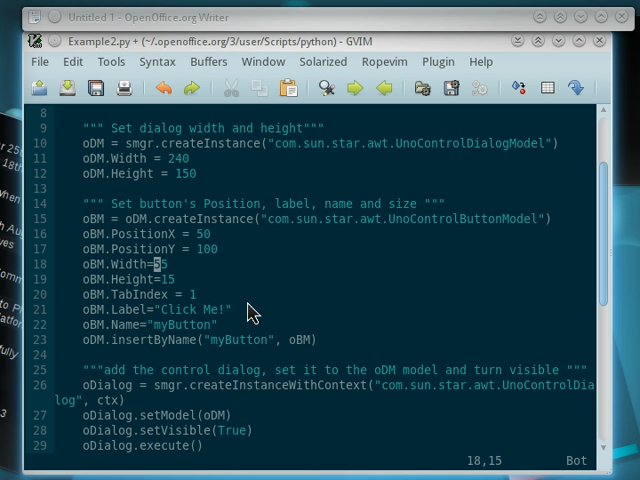 Untitled 1 - OpenOffice.org Writer
Example2.py + (~/.openoffice.org/3/user/Scripts/python) - GVIM
File Edit Tools Syntax Buffers Window Solarized Ropevim Plugin Help
8
9 """ Set dialog width and height"""
10 oDM = smgr.createInstance("com.sun.star.awt.UnoControlDialogModel")
11 oDM.Width = 240
12 oDM.Height = 150
13
14 """ Set button's Position, label, name and size """
15 oBM = oDM.createInstance("com.sun.star.awt.UnoControlButtonModel")
16 oBM.PositionX = 50
17 oBM.PositionY = 100
18 oBM.Width=55
19 oBM.Height=15
20 oBM.TabIndex = 1
21 oBM.Label="Click Me!"
22 oBM.Name="myButton"
23 oDM.insertByName("myButton", oBM)
24
25 """add the control dialog, set it to the oDM model and turn visible """
26 oDialog = smgr.createInstanceWithContext("com.sun.star.awt.UnoControlDia
log", ctx)
27 oDialog.setModel(oDM)
28 oDialog.setVisible(True)
29 oDialog.execute()
18,15 Bot